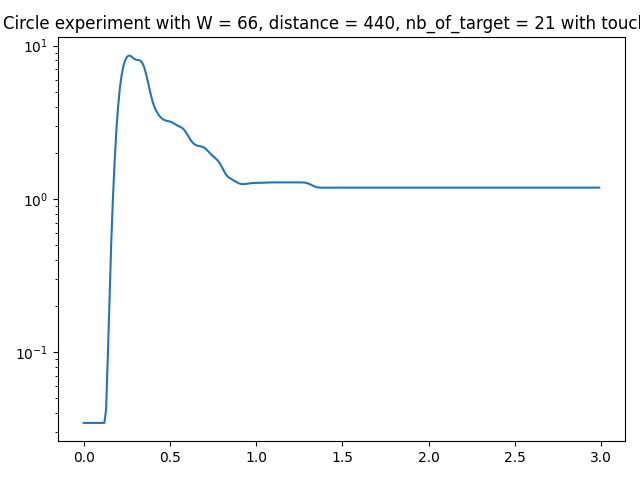 Circle experiment with W = 66, distance = 440, nb_of_target = 21 with touch
10¹
10⁰
10⁻¹
0.0 0.5 1.0 1.5 2.0 2.5 3.0